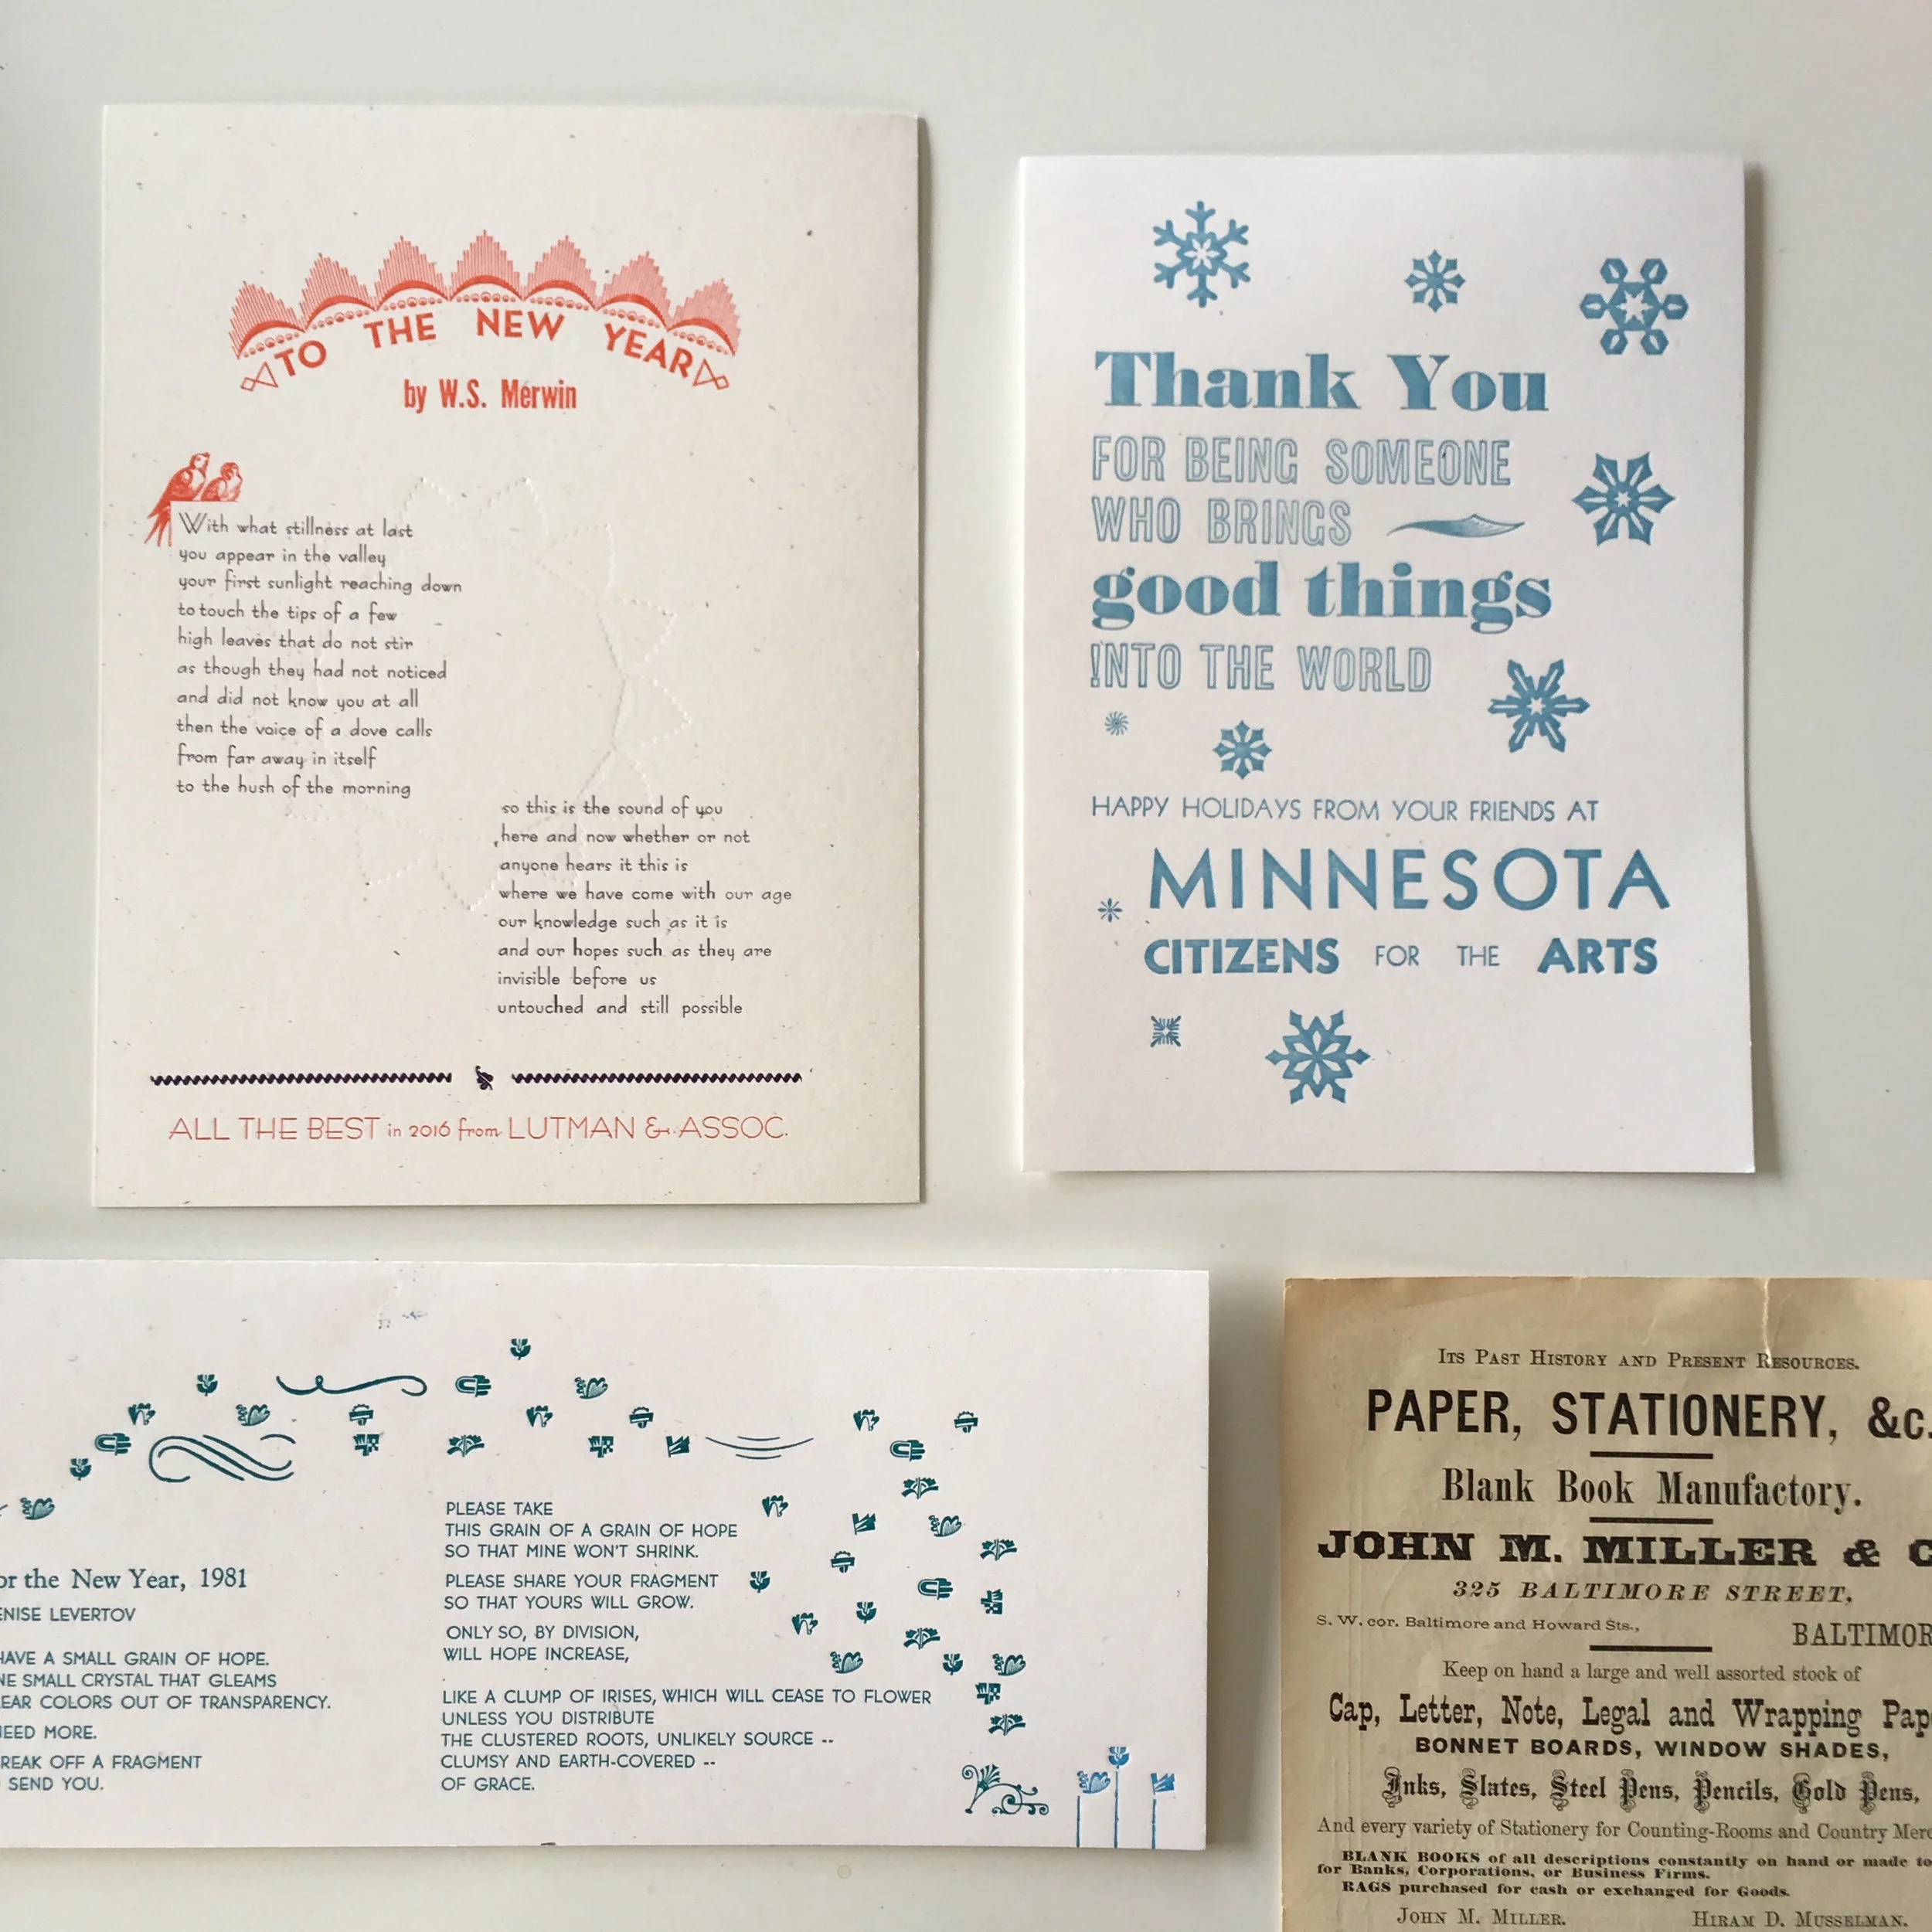 TO THE NEW YEAR
by W.S. Merwin
With what stillness at last
you appear in the valley
your first sunlight reaching down
to touch the tips of a few
high leaves that do not stir
as though they had not noticed
and did not know you at all
then the voice of a dove calls
from far away in itself
to the hush of the morning
so this is the sound of you
here and now whether or not
anyone hears it this is
where we have come with our age
our knowledge such as it is
and our hopes such as they are
invisible before us
untouched and still possible
ALL THE BEST in 2016 from LUTMAN & ASSOC.
Thank You
FOR BEING SOMEONE
WHO BRINGS
good things
INTO THE WORLD
HAPPY HOLIDAYS FROM YOUR FRIENDS AT
MINNESOTA
CITIZENS FOR THE ARTS
or the New Year, 1981
ENISE LEVERTOV
HAVE A SMALL GRAIN OF HOPE.
NE SMALL CRYSTAL THAT GLEAMS
EAR COLORS OUT OF TRANSPARENCY.
NEED MORE.
REAK OFF A FRAGMENT
SEND YOU.
PLEASE TAKE
THIS GRAIN OF A GRAIN OF HOPE
SO THAT MINE WON'T SHRINK.
PLEASE SHARE YOUR FRAGMENT
SO THAT YOURS WILL GROW.
ONLY SO, BY DIVISION,
WILL HOPE INCREASE,
LIKE A CLUMP OF IRISES, WHICH WILL CEASE TO FLOWER
UNLESS YOU DISTRIBUTE
THE CLUSTERED ROOTS, UNLIKELY SOURCE --
CLUMSY AND EARTH-COVERED --
OF GRACE.
ITS PAST HISTORY AND PRESENT RESOURCES.
PAPER, STATIONERY, &c.
Blank Book Manufactory.
JOHN M. MILLER & C
325 BALTIMORE STREET,
S. W. cor. Baltimore and Howard Sts.,
BALTIMOR
Keep on hand a large and well assorted stock of
Cap, Letter, Note, Legal and Wrapping Pap
BONNET BOARDS, WINDOW SHADES,
Inks, Slates, Steel Pens, Pencils, Gold Pens,
And every variety of Stationery for Counting-Rooms and Country Merc
BLANK BOOKS of all descriptions constantly on hand or made to
for Banks, Corporations, or Business Firms.
RAGS purchased for cash or exchanged for Goods.
JOHN M. MILLER. HIRAM D. MUSSELMAN.